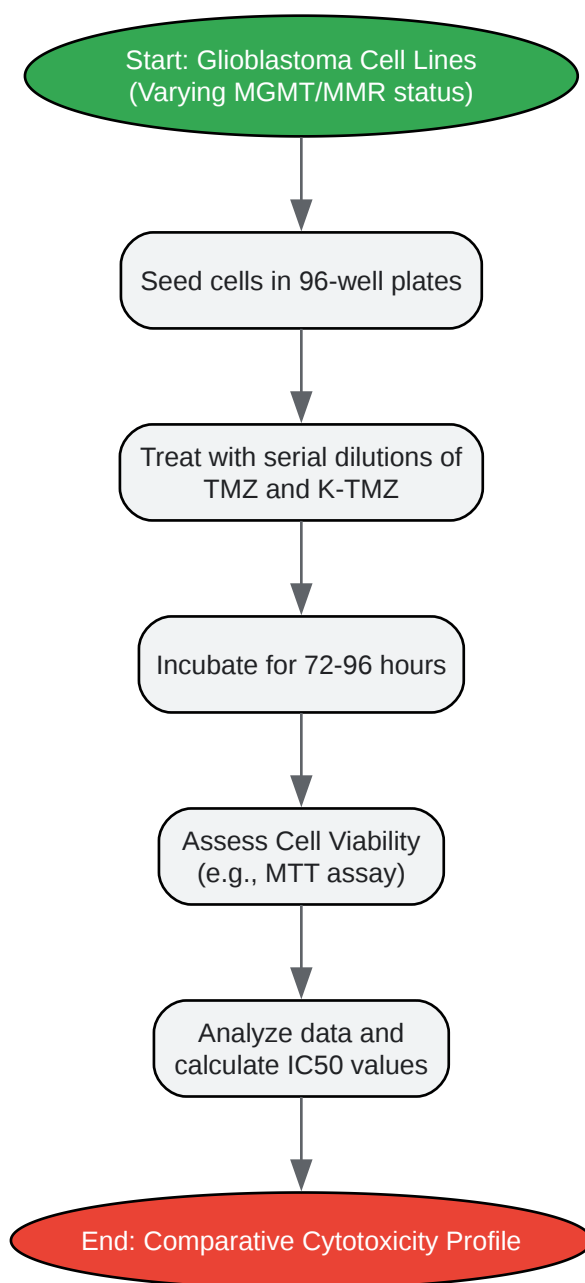 Start: Glioblastoma Cell Lines
(Varying MGMT/MMR status)
Seed cells in 96-well plates
Treat with serial dilutions of
TMZ and K-TMZ
Incubate for 72-96 hours
Assess Cell Viability
(e.g., MTT assay)
Analyze data and
calculate IC50 values
End: Comparative Cytotoxicity Profile